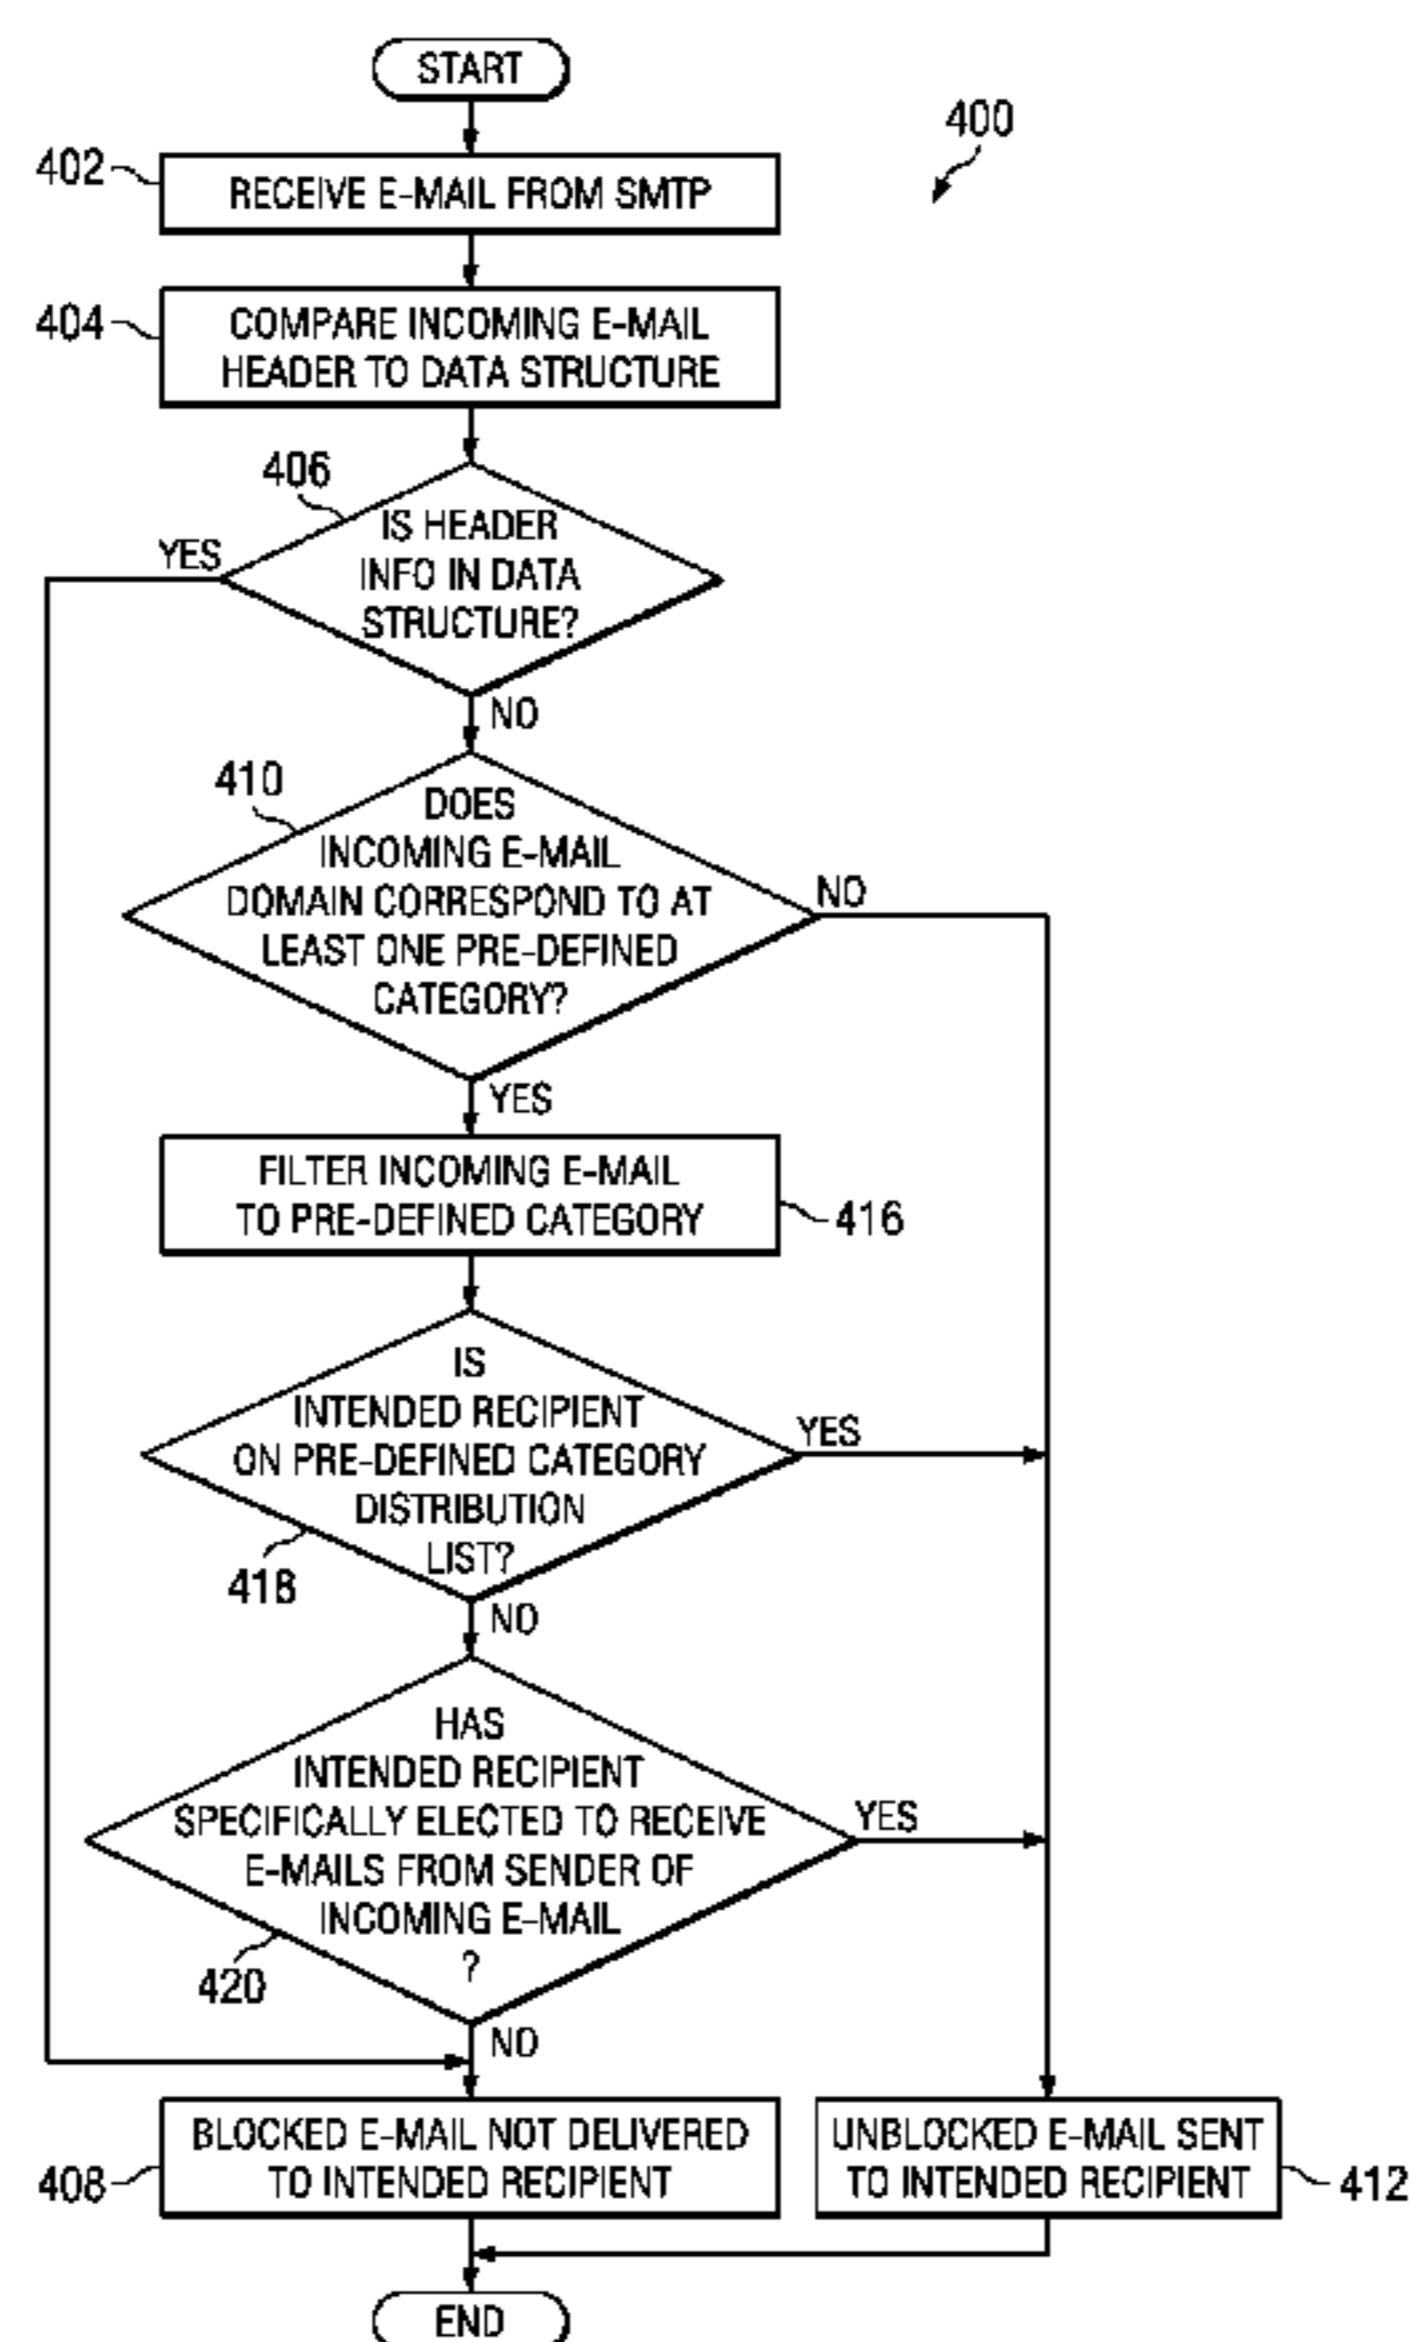 START
400
402
RECEIVE E-MAIL FROM SMTP
404
COMPARE INCOMING E-MAIL
HEADER TO DATA STRUCTURE
406
IS HEADER
INFO IN DATA
STRUCTURE?
YES
NO
410
DOES
INCOMING E-MAIL
DOMAIN CORRESPOND TO AT
LEAST ONE PRE-DEFINED
CATEGORY?
NO
YES
FILTER INCOMING E-MAIL
TO PRE-DEFINED CATEGORY
416
IS
INTENDED RECIPIENT
ON PRE-DEFINED CATEGORY
DISTRIBUTION
LIST?
YES
418
NO
HAS
INTENDED RECIPIENT
SPECIFICALLY ELECTED TO RECEIVE
E-MAILS FROM SENDER OF
INCOMING E-MAIL
?
YES
420
NO
BLOCKED E-MAIL NOT DELIVERED
TO INTENDED RECIPIENT
408
UNBLOCKED E-MAIL SENT
TO INTENDED RECIPIENT
412
END